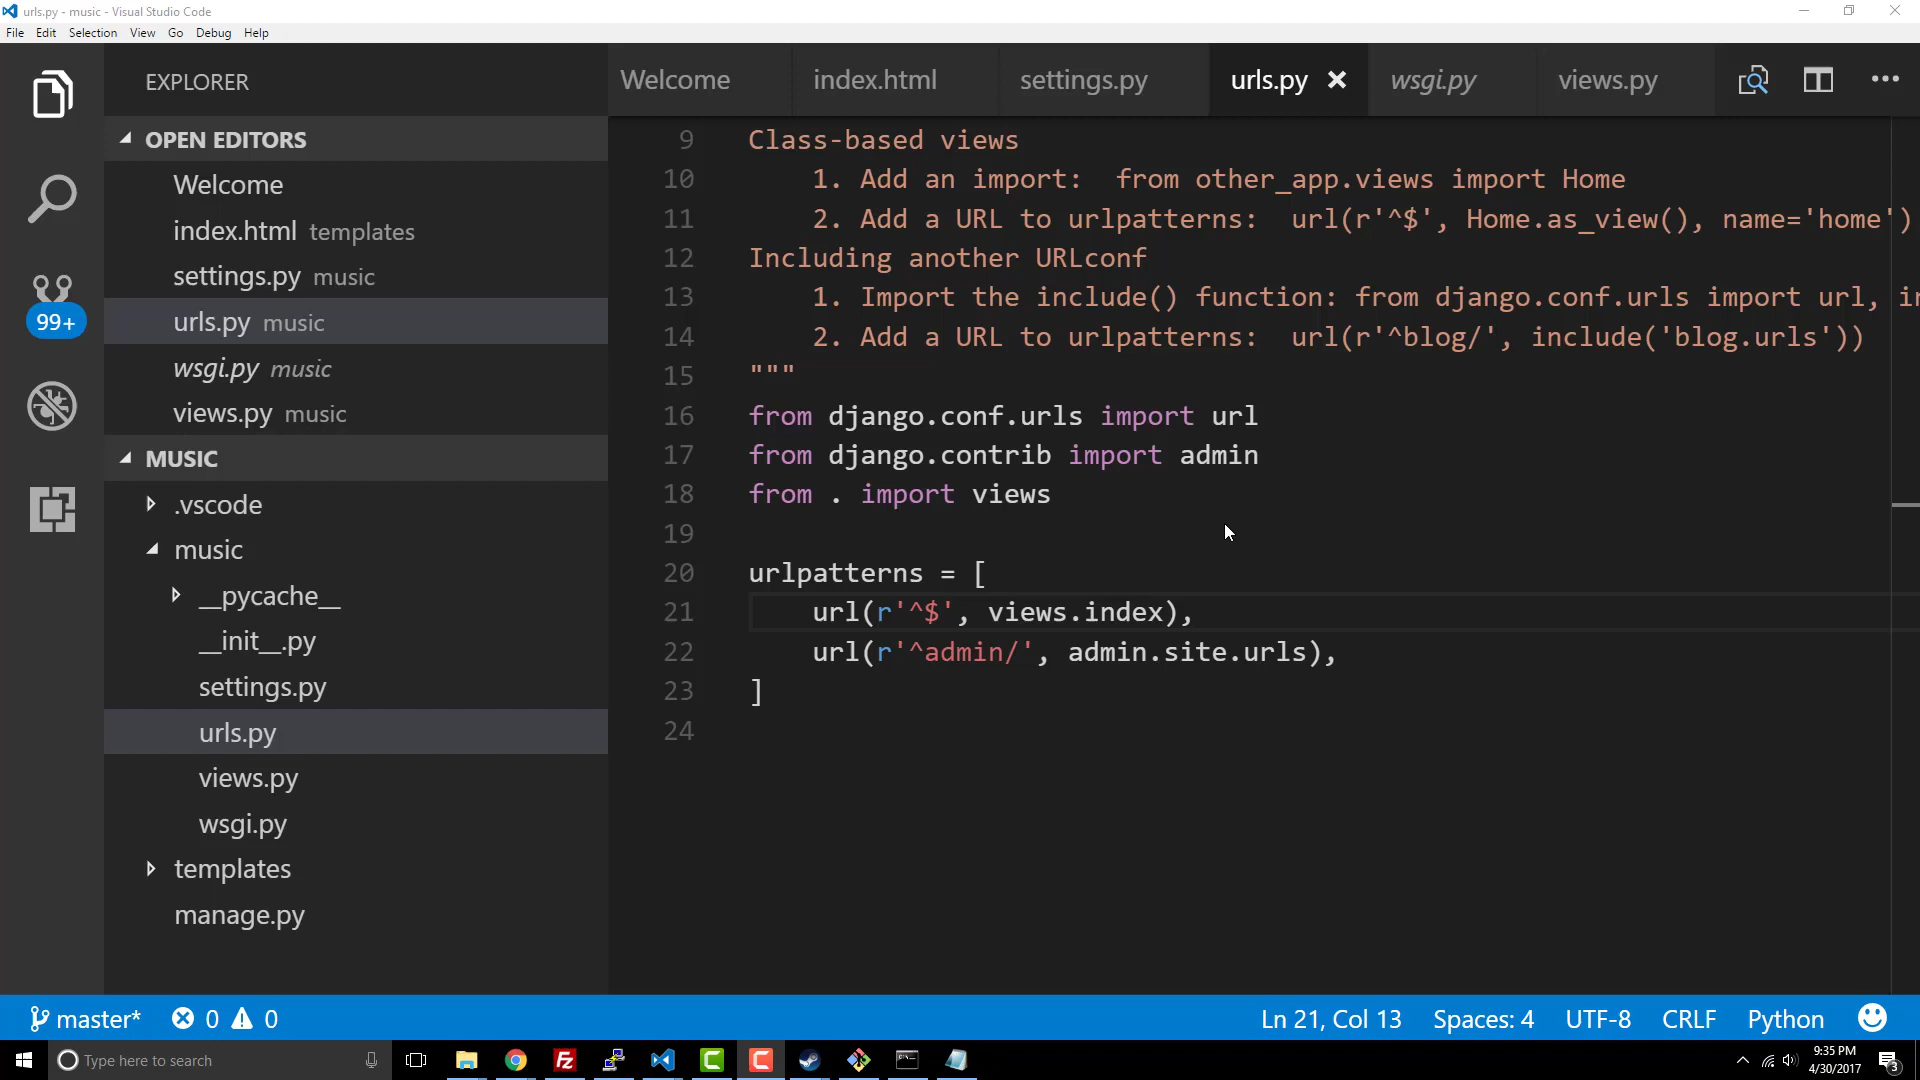 urls.py - music - Visual Studio Code
File Edit Selection View Go Debug Help
EXPLORER
OPEN EDITORS
Welcome
index.html templates
settings.py music
urls.py music
wsgi.py music
views.py music
MUSIC
.vscode
music
__pycache__
__init__.py
settings.py
urls.py
views.py
wsgi.py
templates
manage.py
99+
Welcome index.html settings.py urls.py wsgi.py views.py
9 Class-based views
10 1. Add an import:  from other_app.views import Home
11 2. Add a URL to urlpatterns:  url(r'^$', Home.as_view(), name='home')
12 Including another URLconf
13 1. Import the include() function: from django.conf.urls import url,
14 2. Add a URL to urlpatterns:  url(r'^blog/', include('blog.urls'))
15 """
16 from django.conf.urls import url
17 from django.contrib import admin
18 from . import views
19
20 urlpatterns = [
21 url(r'^$', views.index),
22 url(r'^admin/', admin.site.urls),
23 ]
24
master* 0 0 Ln 21, Col 13 Spaces: 4 UTF-8 CRLF Python
Type here to search
9:35 PM
4/30/2017
3